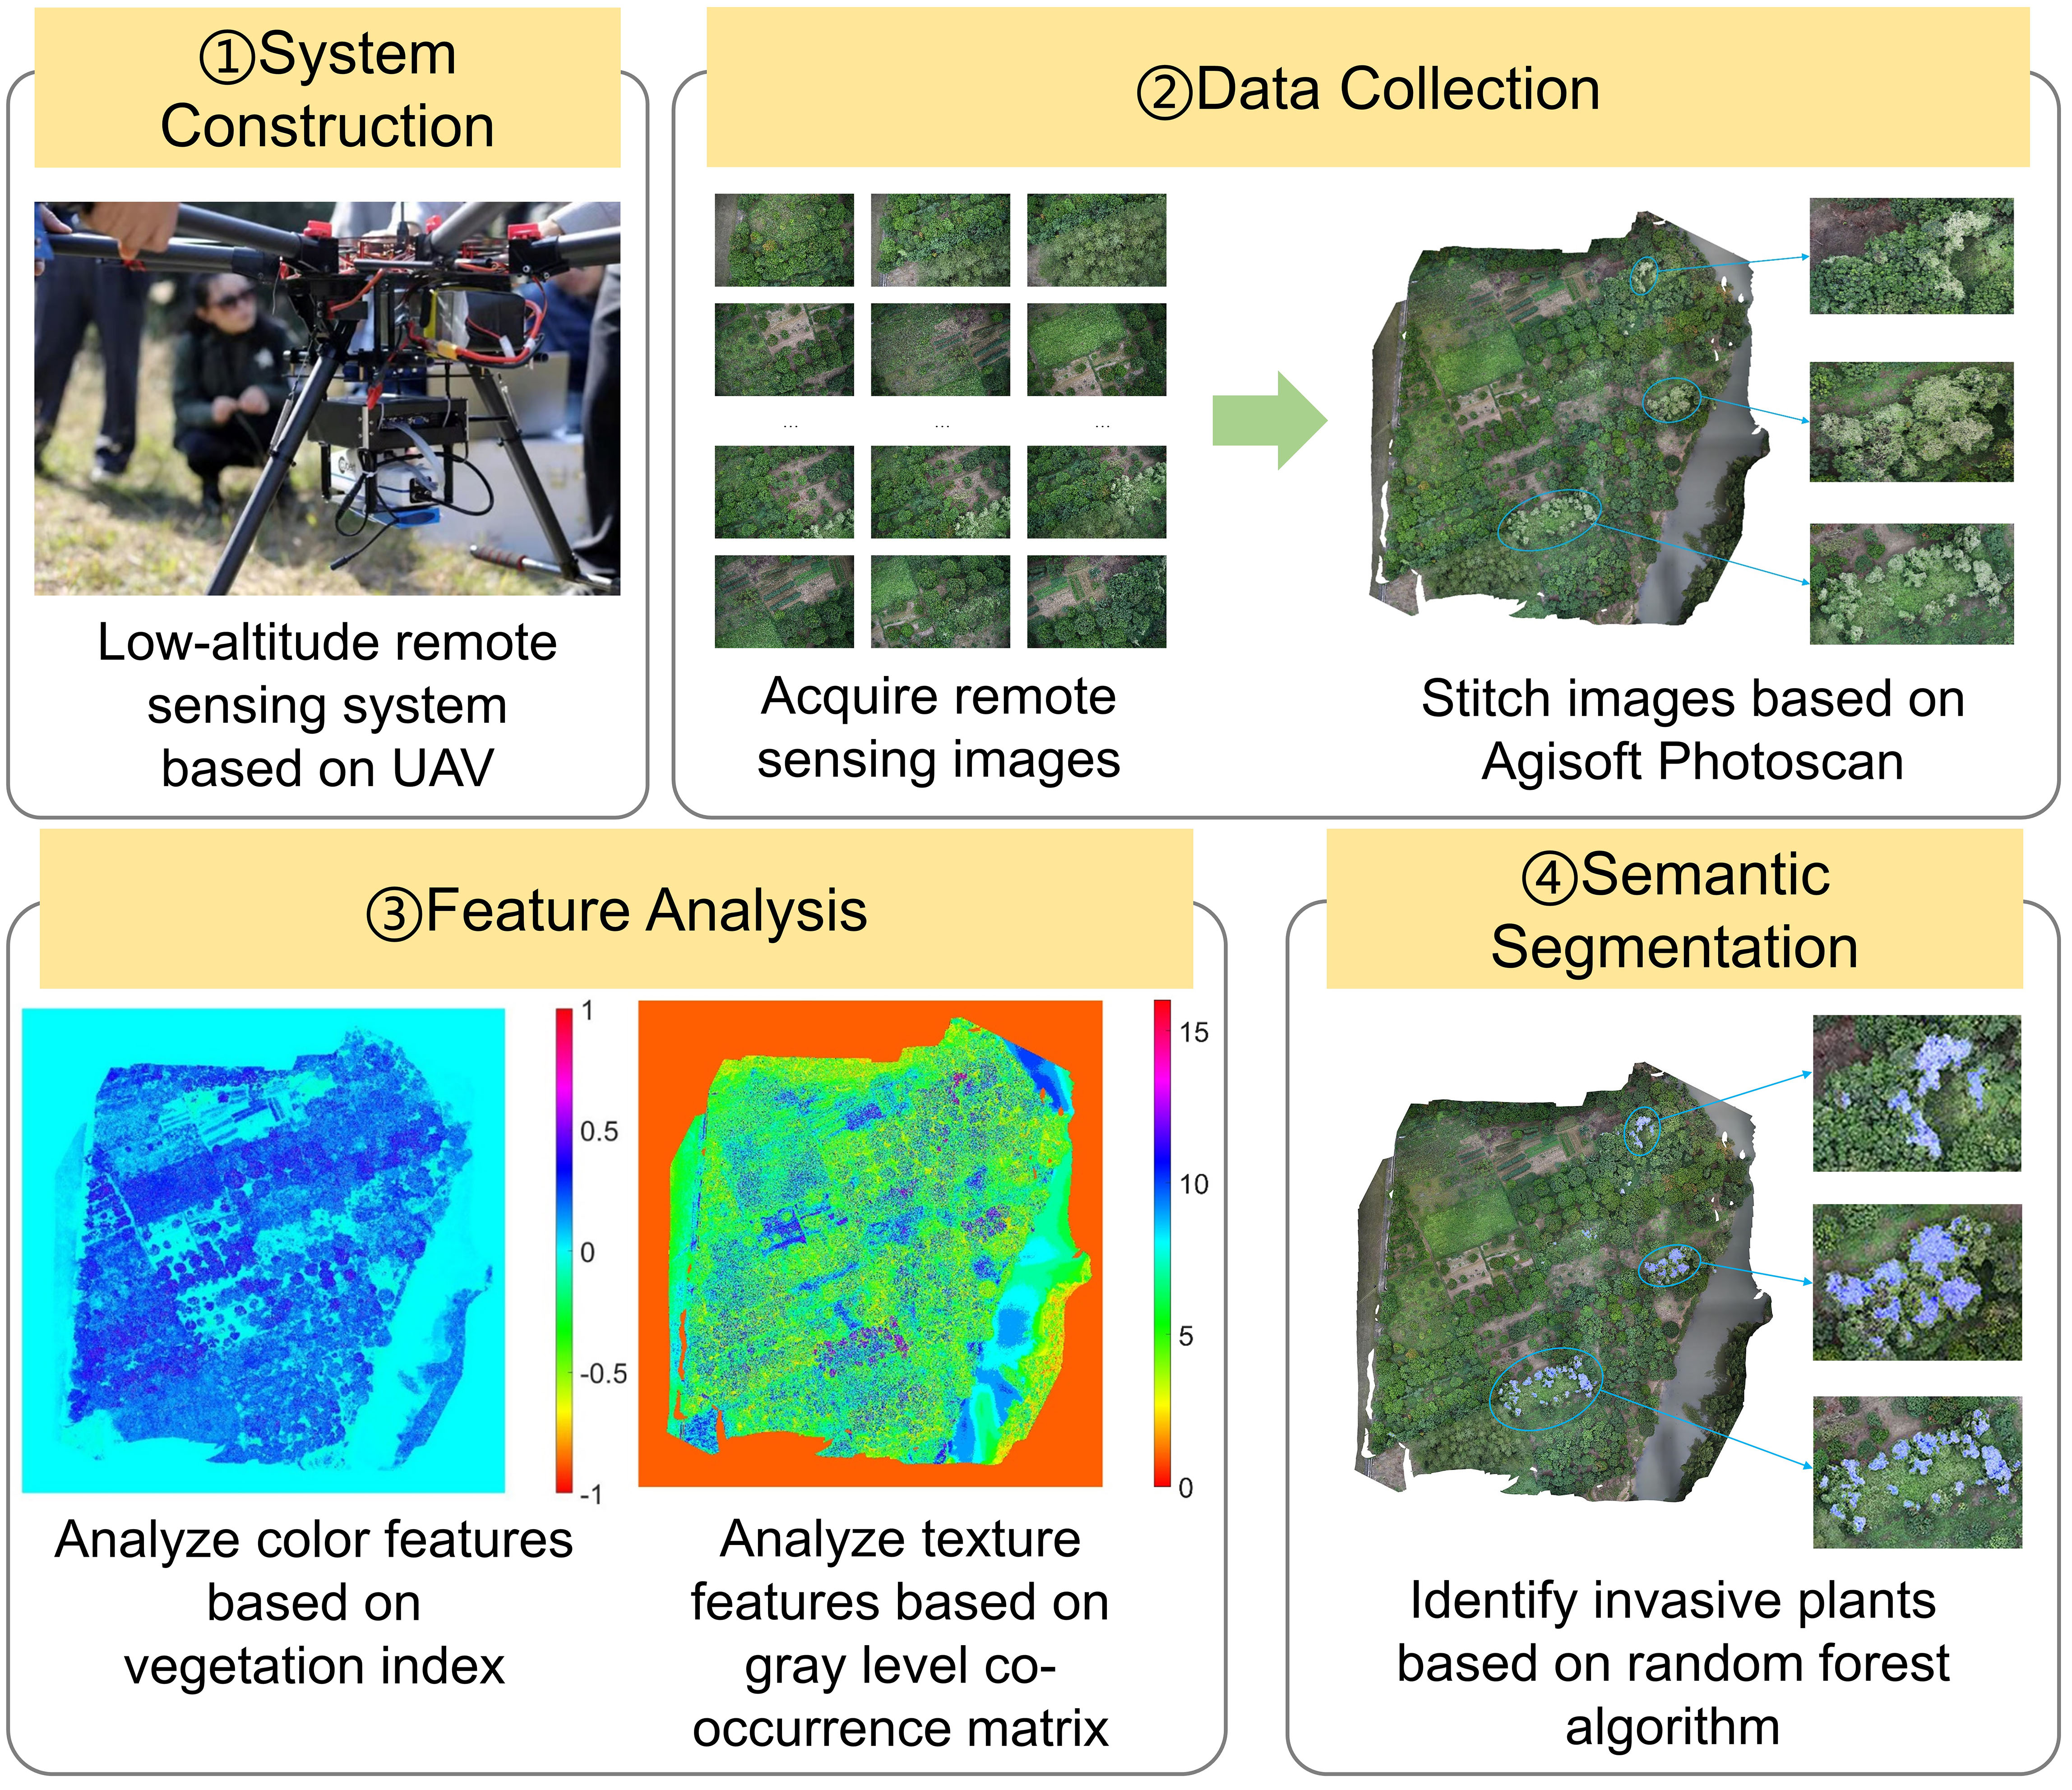 ①System
Construction
②Data Collection
...
...
...
Low-altitude remote
sensing system
based on UAV
Acquire remote
sensing images
Stitch images based on
Agisoft Photoscan
③Feature Analysis
④Semantic
Segmentation
1
0.5
0
-0.5
-1
15
10
5
0
Analyze color features
based on
vegetation index
Analyze texture
features based on
gray level co-
occurrence matrix
Identify invasive plants
based on random forest
algorithm